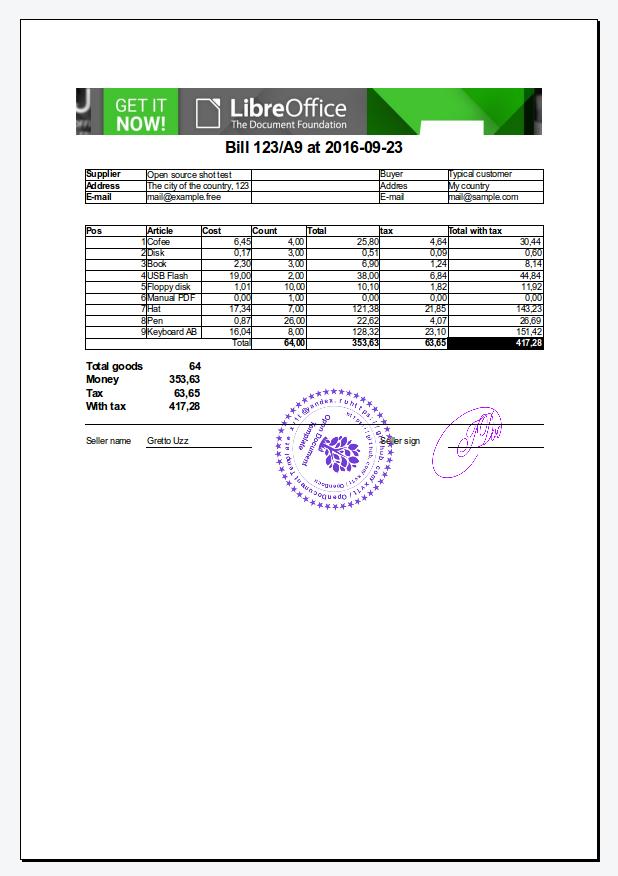 GET IT
NOW!
LibreOffice
The Document Foundation
Bill 123/A9 at 2016-09-23
Supplier Open source shot test Buyer Typical customer
Address The city of the country, 123 Addres My country
E-mail mail@example.free E-mail mail@sample.com
Pos Article Cost Count Total tax Total with tax
1 Cofee 6,45 4,00 25,80 4,64 30,44
2 Disk 0,17 3,00 0,51 0,09 0,60
3 Book 2,30 3,00 6,90 1,24 8,14
4 USB Flash 19,00 2,00 38,00 6,84 44,84
5 Floppy disk 1,01 10,00 10,10 1,82 11,92
6 Manual PDF 0,00 1,00 0,00 0,00 0,00
7 Hat 17,34 7,00 121,38 21,85 143,23
8 Pen 0,87 26,00 22,62 4,07 26,69
9 Keyboard AB 16,04 8,00 128,32 23,10 151,42
Total 64,00 353,63 63,65 417,28
Total goods 64
Money 353,63
Tax 63,65
With tax 417,28
Seller name Gretto Uzz Seller sign
Open Document
Template